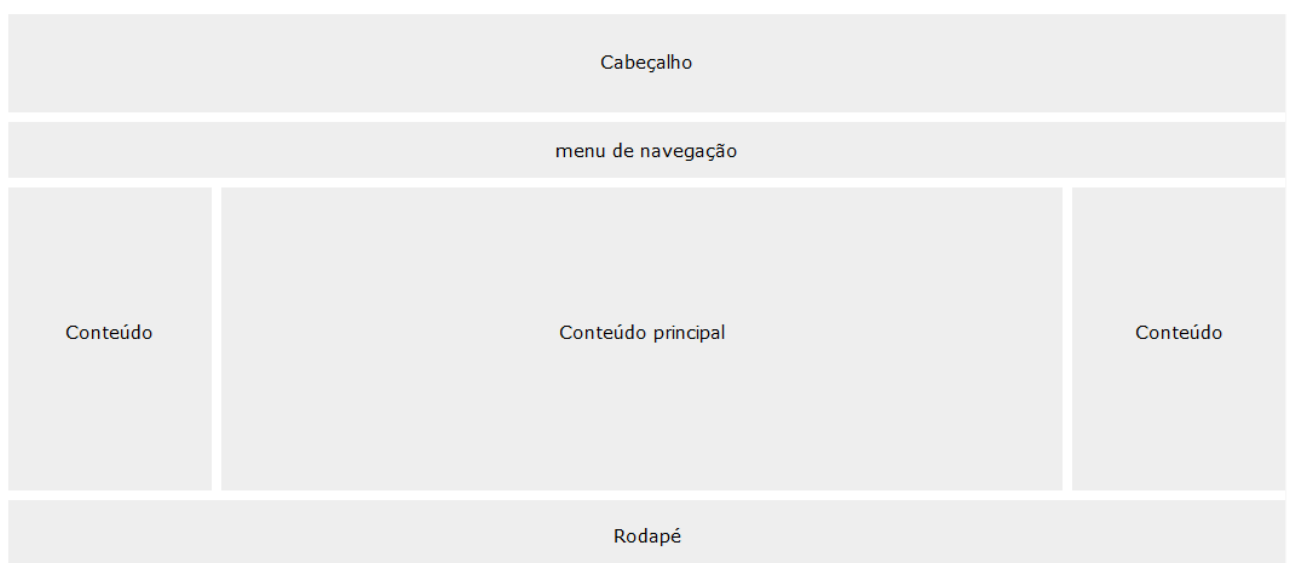 Cabeçalho
menu de navegação
Conteúdo
Conteúdo principal
Conteúdo
Rodapé